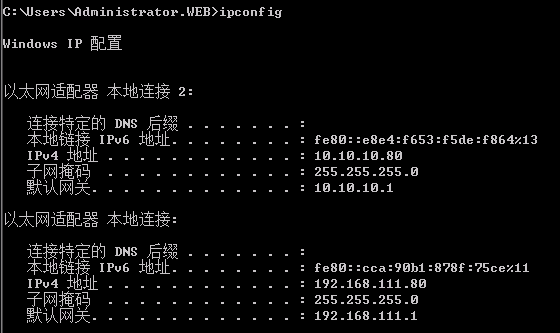 C:\Users\Administrator.WEB>ipconfig
Windows IP 配置
以太网适配器 本地连接 2:
连接特定的 DNS 后缀 . . . . . . . :
本地链接 IPv6 地址. . . . . . . . : fe80::e8e4:f653:f5de:f864%13
IPv4 地址 . . . . . . . . . . . . : 10.10.10.80
子网掩码 . . . . . . . . . . . . : 255.255.255.0
默认网关. . . . . . . . . . . . . : 10.10.10.1
以太网适配器 本地连接:
连接特定的 DNS 后缀 . . . . . . . :
本地链接 IPv6 地址. . . . . . . . : fe80::cca:90b1:878f:75ce%11
IPv4 地址 . . . . . . . . . . . . : 192.168.111.80
子网掩码 . . . . . . . . . . . . : 255.255.255.0
默认网关. . . . . . . . . . . . . : 192.168.111.1